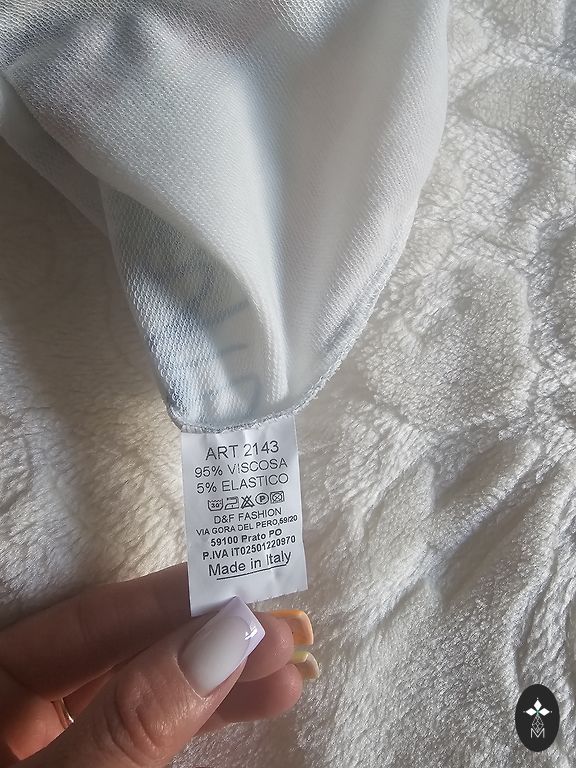 ART 2143
95% VISCOSA
5% ELASTICO
30°
D&F FASHION
VIA GORA DEL PERO,59/20
59100 Prato PO
P.IVA IT02501220970
Made in Italy
M